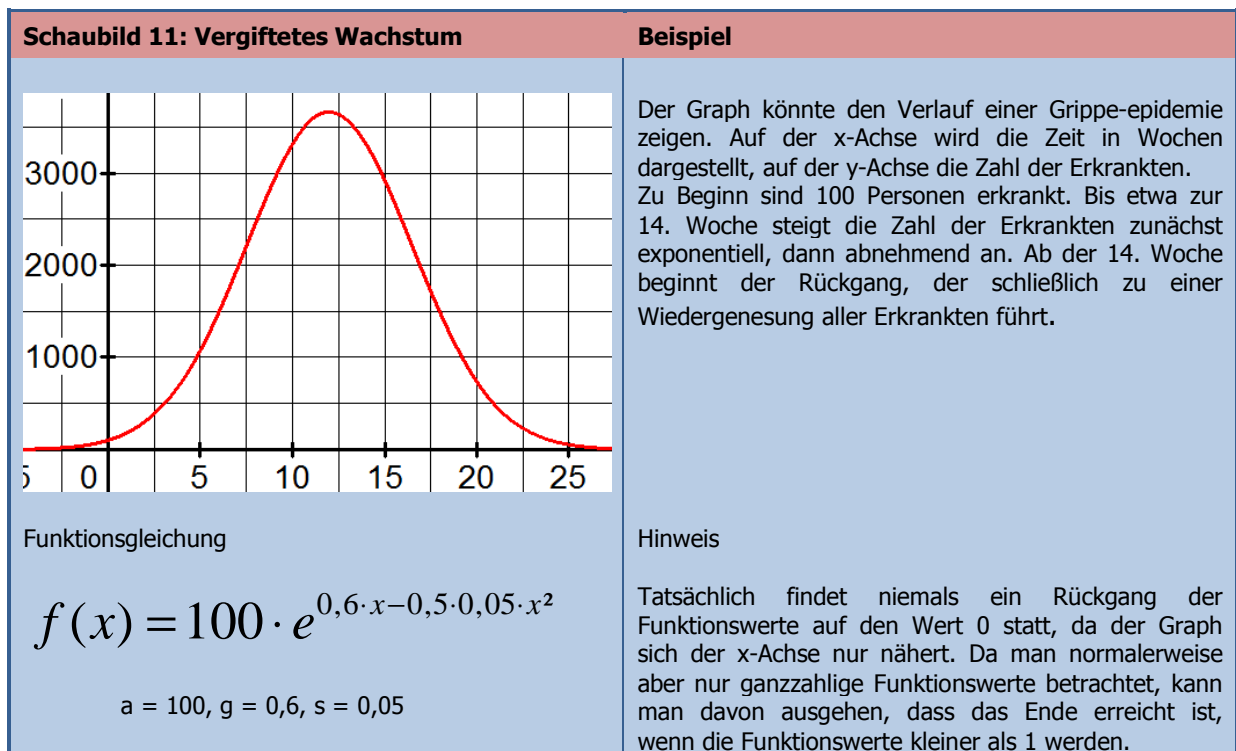 Schaubild 11: Vergiftetes Wachstum
Beispiel
3000
2000
1000
5 0 5 10 15 20 25
Der Graph könnte den Verlauf einer Grippe-epidemie
zeigen. Auf der x-Achse wird die Zeit in Wochen
dargestellt, auf der y-Achse die Zahl der Erkrankten.
Zu Beginn sind 100 Personen erkrankt. Bis etwa zur
14. Woche steigt die Zahl der Erkrankten zunächst
exponentiell, dann abnehmend an. Ab der 14. Woche
beginnt der Rückgang, der schließlich zu einer
Wiedergenesung aller Erkrankten führt.
Funktionsgleichung
f(x) = 100 · e^{0,6·x−0,5·0,05·x²}
a = 100, g = 0,6, s = 0,05
Hinweis
Tatsächlich findet niemals ein Rückgang der
Funktionswerte auf den Wert 0 statt, da der Graph
sich der x-Achse nur nähert. Da man normalerweise
aber nur ganzzahlige Funktionswerte betrachtet, kann
man davon ausgehen, dass das Ende erreicht ist,
wenn die Funktionswerte kleiner als 1 werden.